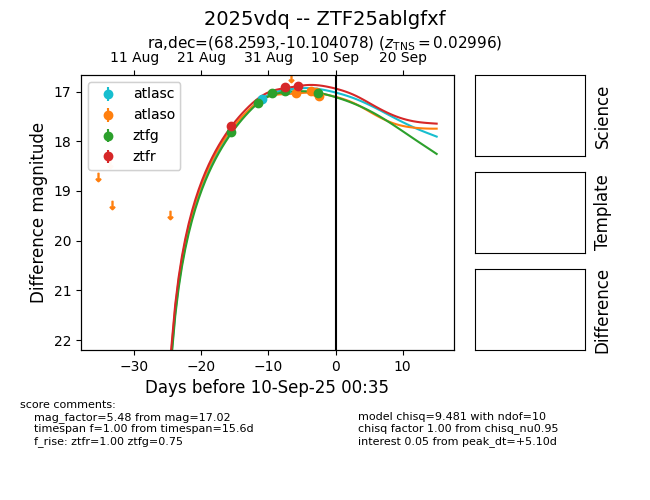 2025vdq -- ZTF25ablgfxf
ra,dec=(68.2593,-10.104078) (zTNS = 0.02996)
11 Aug 21 Aug 31 Aug 10 Sep 20 Sep
17
18
19
20
21
22
Difference magnitude
atlasc
atlaso
ztfg
ztfr
−30 −20 −10 0 10
Days before 10-Sep-25 00:35
Science
Template
Difference
score comments:
mag_factor=5.48 from mag=17.02
timespan f=1.00 from timespan=15.6d
f_rise: ztfr=1.00 ztfg=0.75
model chisq=9.481 with ndof=10
chisq factor 1.00 from chisq_nu0.95
interest 0.05 from peak_dt=+5.10d